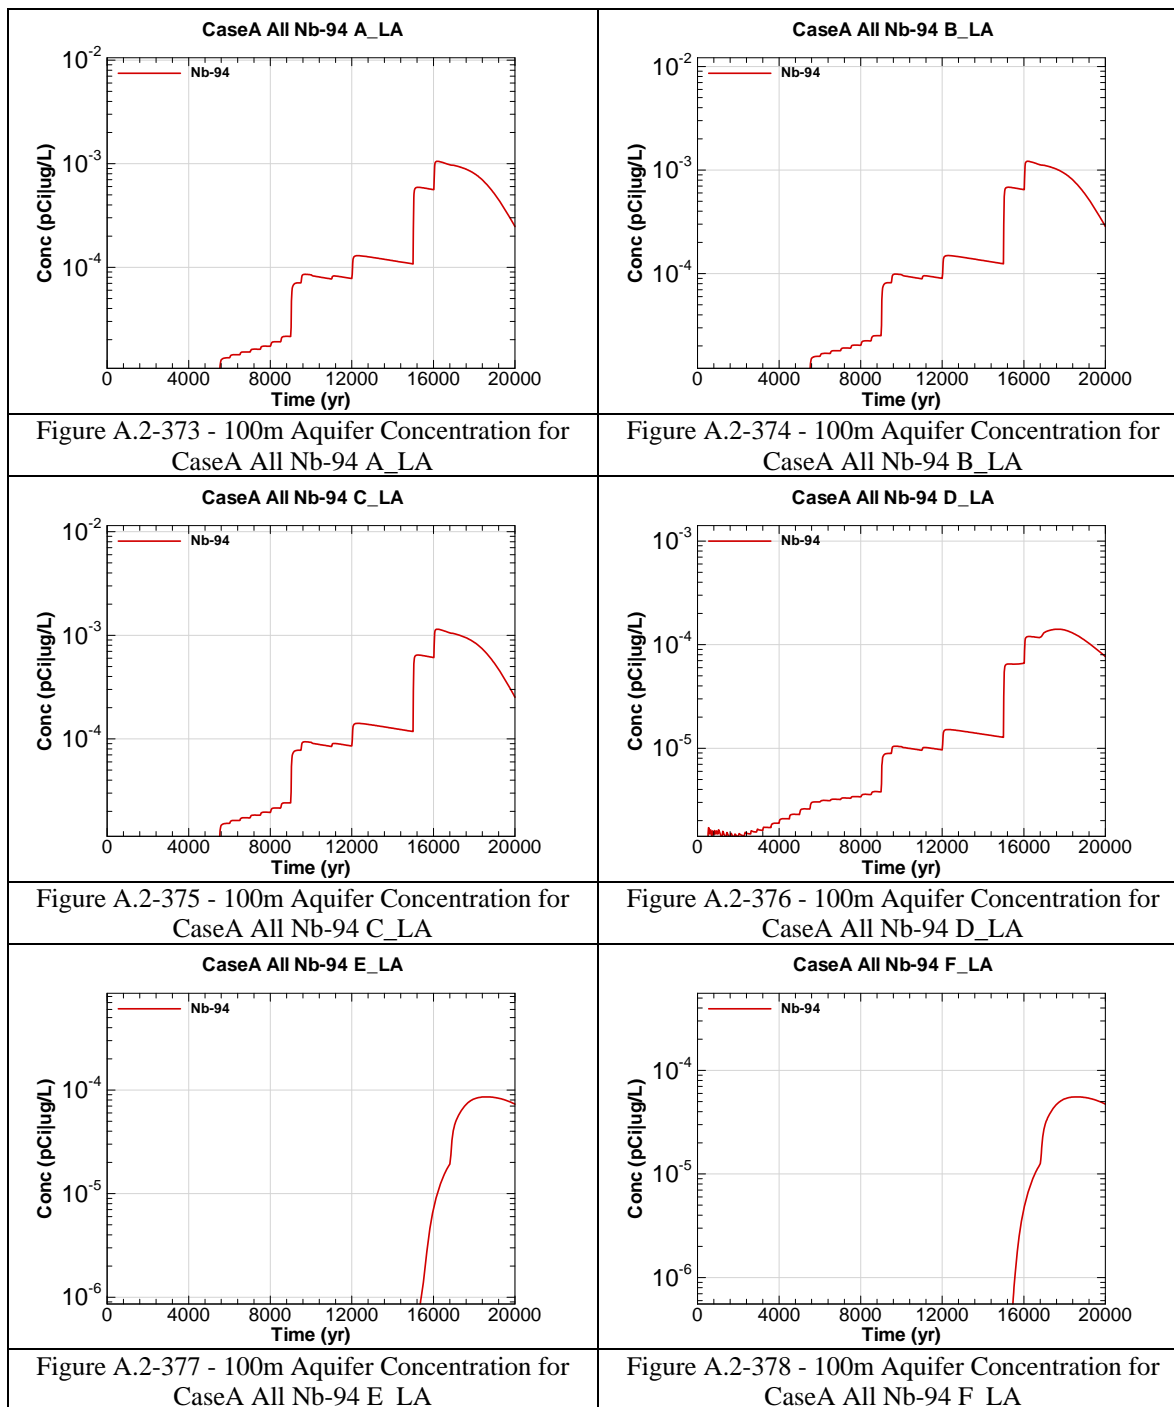 CaseA All Nb-94 A_LA
Nb-94
10-2
10-3
10-4
Conc (pCi|ug/L)
0 4000 8000 12000 16000 20000
Time (yr)
Figure A.2-373 - 100m Aquifer Concentration for
CaseA All Nb-94 A_LA
CaseA All Nb-94 B_LA
Nb-94
10-2
10-3
10-4
Conc (pCi|ug/L)
0 4000 8000 12000 16000 20000
Time (yr)
Figure A.2-374 - 100m Aquifer Concentration for
CaseA All Nb-94 B_LA
CaseA All Nb-94 C_LA
Nb-94
10-2
10-3
10-4
Conc (pCi|ug/L)
0 4000 8000 12000 16000 20000
Time (yr)
Figure A.2-375 - 100m Aquifer Concentration for
CaseA All Nb-94 C_LA
CaseA All Nb-94 D_LA
Nb-94
10-3
10-4
10-5
Conc (pCi|ug/L)
0 4000 8000 12000 16000 20000
Time (yr)
Figure A.2-376 - 100m Aquifer Concentration for
CaseA All Nb-94 D_LA
CaseA All Nb-94 E_LA
Nb-94
10-4
10-5
10-6
Conc (pCi|ug/L)
0 4000 8000 12000 16000 20000
Time (yr)
Figure A.2-377 - 100m Aquifer Concentration for
CaseA All Nb-94 E_LA
CaseA All Nb-94 F_LA
Nb-94
10-4
10-5
10-6
Conc (pCi|ug/L)
0 4000 8000 12000 16000 20000
Time (yr)
Figure A.2-378 - 100m Aquifer Concentration for
CaseA All Nb-94 F_LA